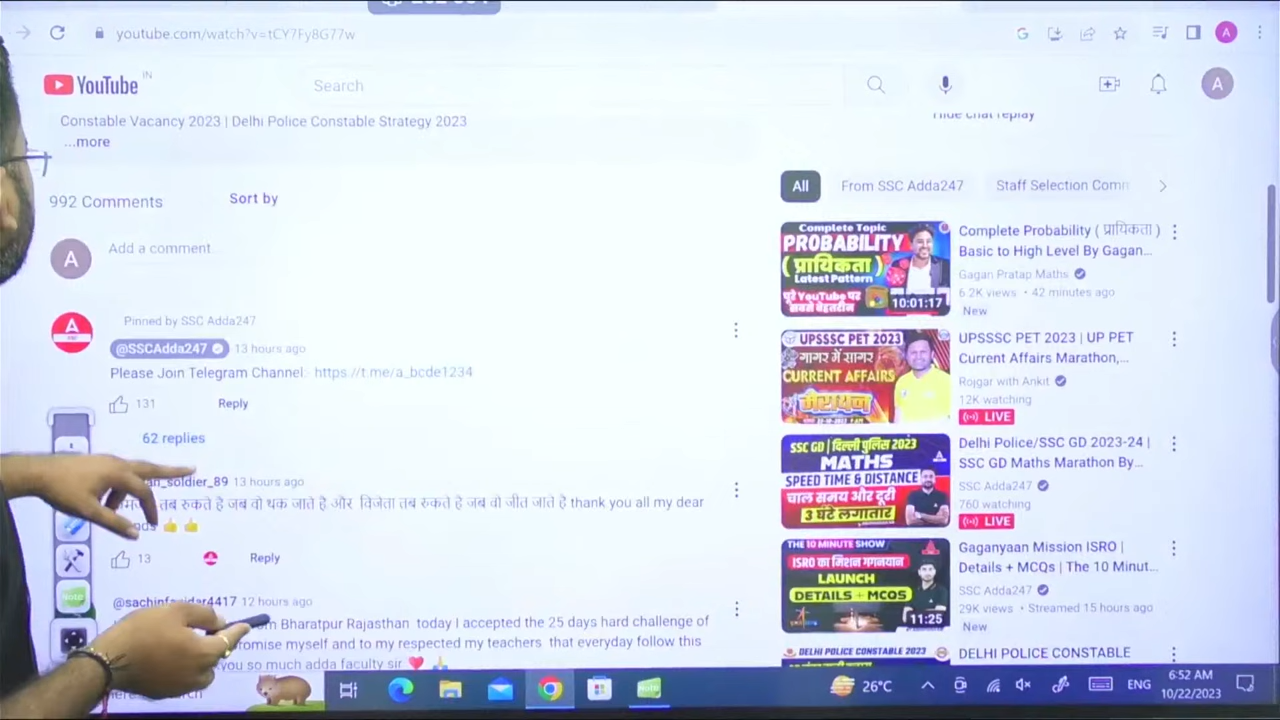 youtube.com/watch?v=tCY7Fy8G77w
A
YouTube
IN
Search
A
Constable Vacancy 2023 | Delhi Police Constable Strategy 2023
...more
Hide chat replay
992 Comments
Sort by
A
Add a comment
Pinned by SSC Adda247
@SSCAdda247 13 hours ago
Please Join Telegram Channel:- https://t.me/a_bcde1234
131 Reply
62 replies
soldier_89 13 hours ago
तब रुकते है जब वो थक जाते है और विजेता तब रुकते है जब वो जीत जाते है thank you all my dear
13 Reply
12 hours ago
Bharatpur Rajasthan today I accepted the 25 days hard challenge of
myself and to my respected my teachers that everyday follow this
you so much adda faculty sir
All
From SSC Adda247
Staff Selection
Complete Topic
PROBABILITY
( प्रायिकता )
Latest Pattern
पूरे YouTube पर
सबसे बेहतरीन
10:01:17
Complete Probability ( प्रायिकता )
Basic to High Level By Gagan...
Gagan Pratap Maths
6.2K views • 42 minutes ago
New
UPSSSC PET 2023
गागर में सागर
CURRENT AFFAIRS
मैराथन
UPSSSC PET 2023 | UP PET
Current Affairs Marathon,...
Rojgar with Ankit
12K watching
LIVE
SSC GD | दिल्ली पुलिस 2023
MATHS
SPEED TIME & DISTANCE
चाल समय और दूरी
3 घंटे लगातार
Delhi Police/SSC GD 2023-24 |
SSC GD Maths Marathon By...
SSC Adda247
760 watching
LIVE
THE 10 MINUTE SHOW
ISRO का मिशन गगनयान
LAUNCH
DETAILS + MCQS
11:25
Gaganyaan Mission ISRO |
Details + MCQs | The 10 Minut...
SSC Adda247
29K views • Streamed 15 hours ago
New
DELHI POLICE CONSTABLE 2023
DELHI POLICE CONSTABLE
Note
Note
26°C
ENG
6:52 AM
10/22/2023